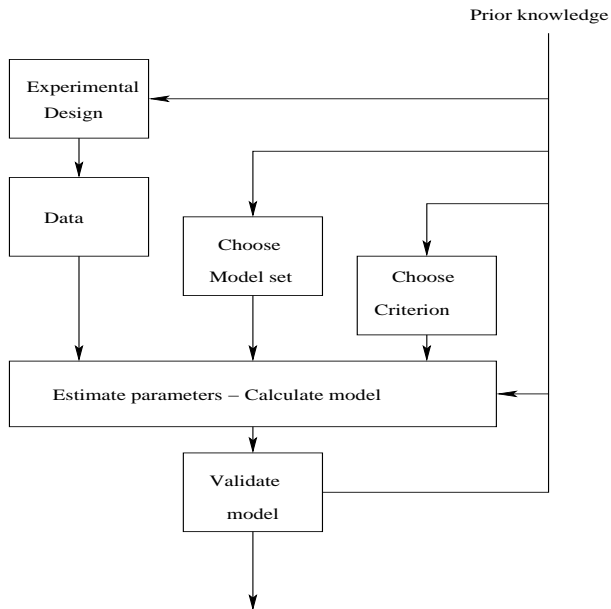 Prior knowledge
Experimental
Design
Data
Choose
Model set
Choose
Criterion
Estimate parameters – Calculate model
Validate
model